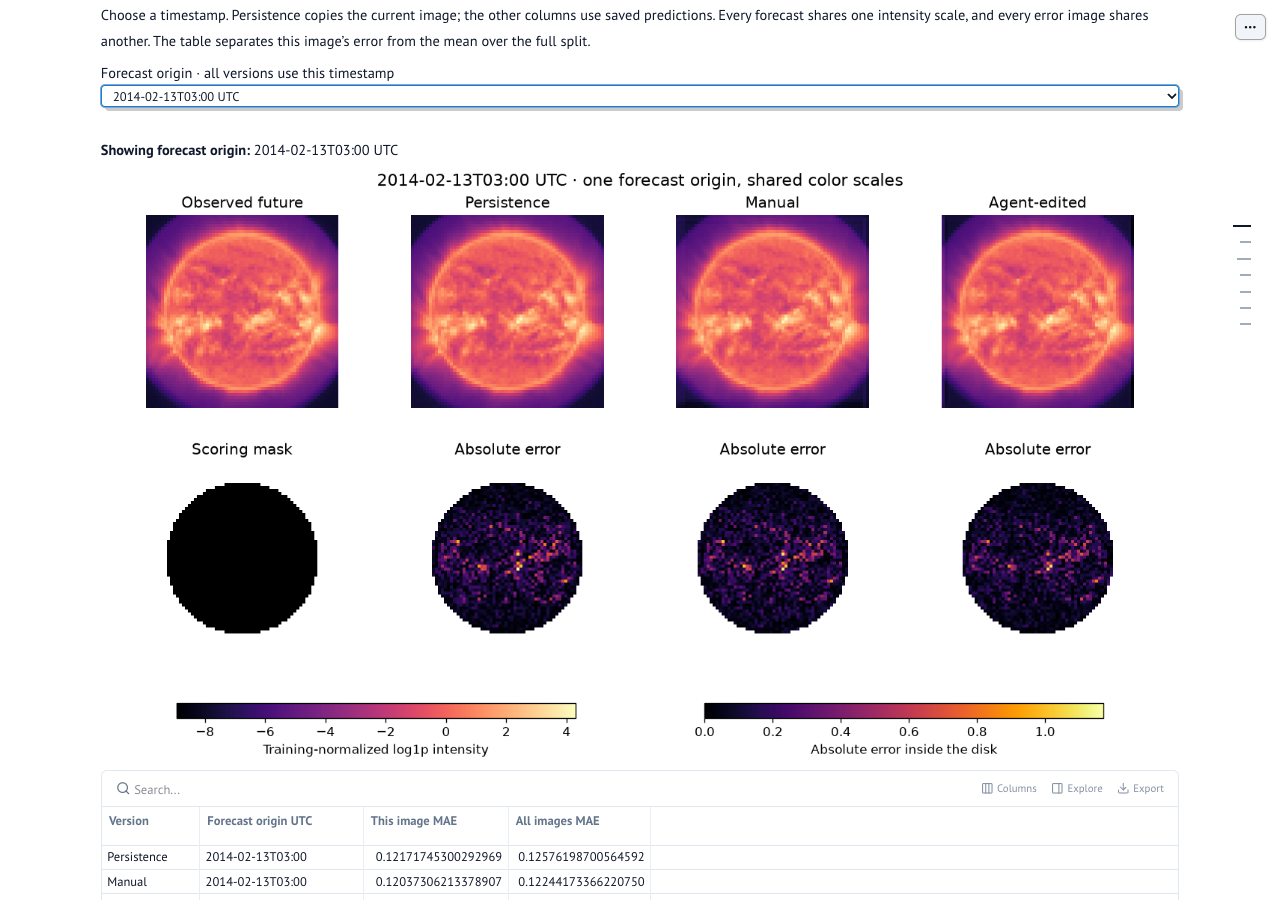 Choose a timestamp. Persistence copies the current image; the other columns use saved predictions. Every forecast shares one intensity scale, and every error image shares
another. The table separates this image’s error from the mean over the full split.
Forecast origin · all versions use this timestamp
2014-02-13T03:00 UTC
Showing forecast origin: 2014-02-13T03:00 UTC
2014-02-13T03:00 UTC · one forecast origin, shared color scales
Observed future Persistence Manual Agent-edited
Scoring mask Absolute error Absolute error Absolute error
−8 −6 −4 −2 0 2 4
Training-normalized log1p intensity
0.0 0.2 0.4 0.6 0.8 1.0
Absolute error inside the disk
Search... Columns Explore Export
Version Forecast origin UTC This image MAE All images MAE
Persistence 2014-02-13T03:00 0.12171745300292969 0.12576198700564592
Manual 2014-02-13T03:00 0.12037306213378907 0.12244173366220750